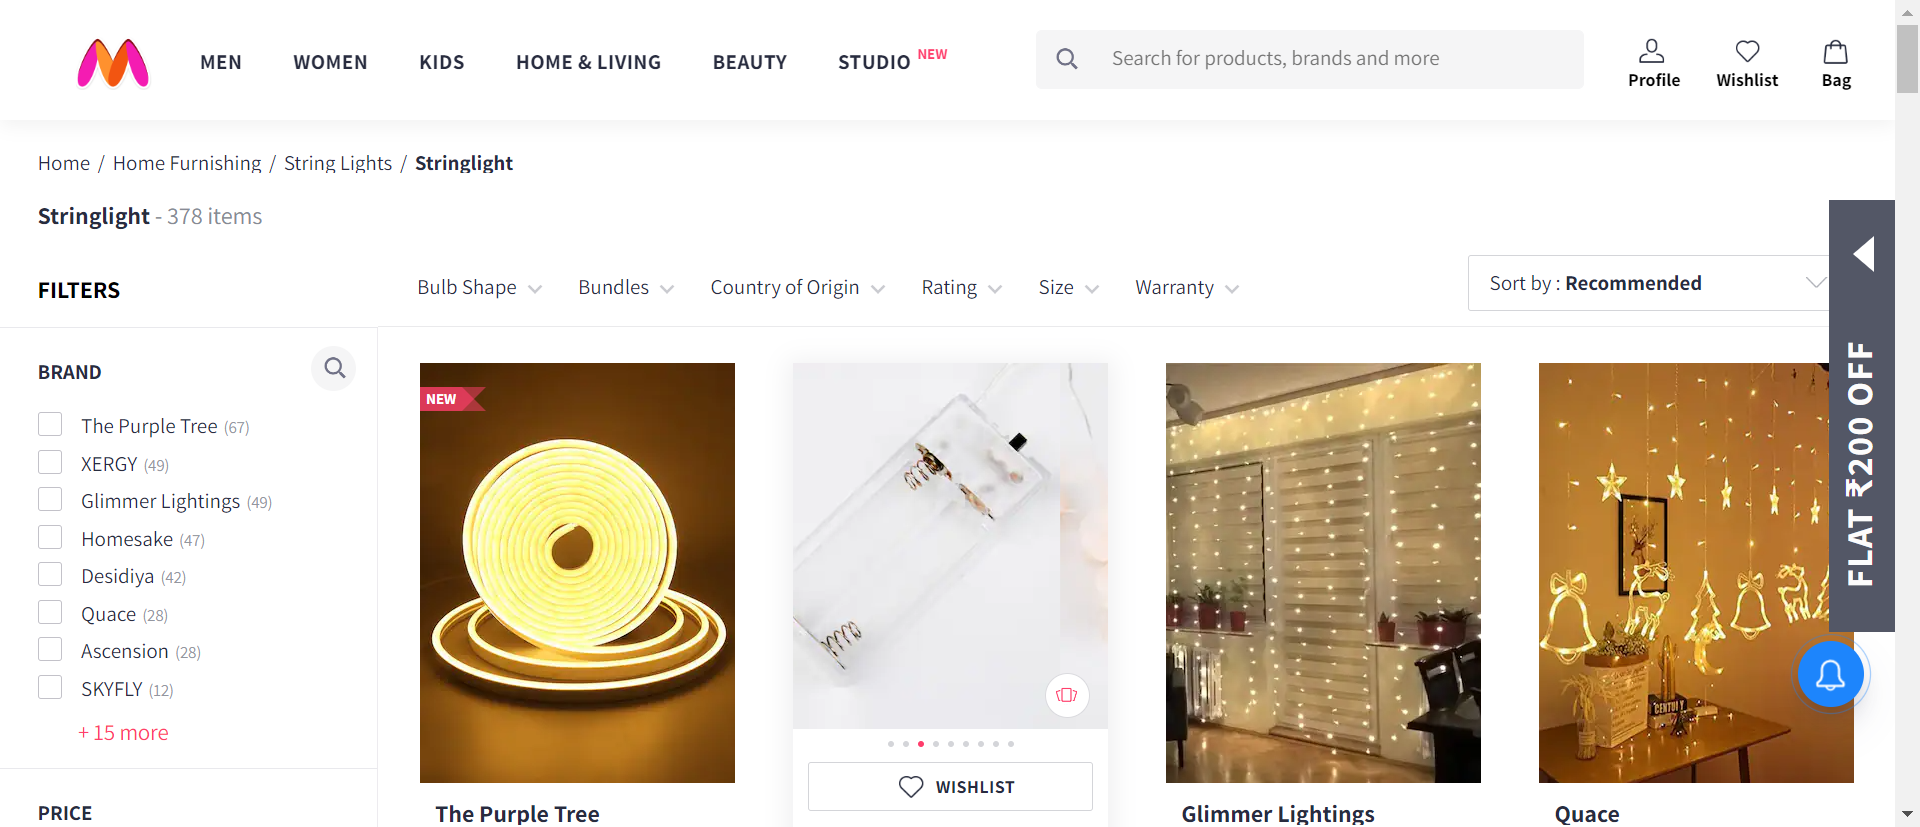 MEN WOMEN KIDS HOME & LIVING BEAUTY STUDIO NEW
Search for products, brands and more
Profile Wishlist Bag
Home / Home Furnishing / String Lights / Stringlight
Stringlight - 378 items
FILTERS
Bulb Shape Bundles Country of Origin Rating Size Warranty
Sort by : Recommended
FLAT ₹200 OFF
BRAND
The Purple Tree (67)
XERGY (49)
Glimmer Lightings (49)
Homesake (47)
Desidiya (42)
Quace (28)
Ascension (28)
SKYFLY (12)
+ 15 more
PRICE
NEW
The Purple Tree
WISHLIST
Glimmer Lightings
CENTURY
Quace